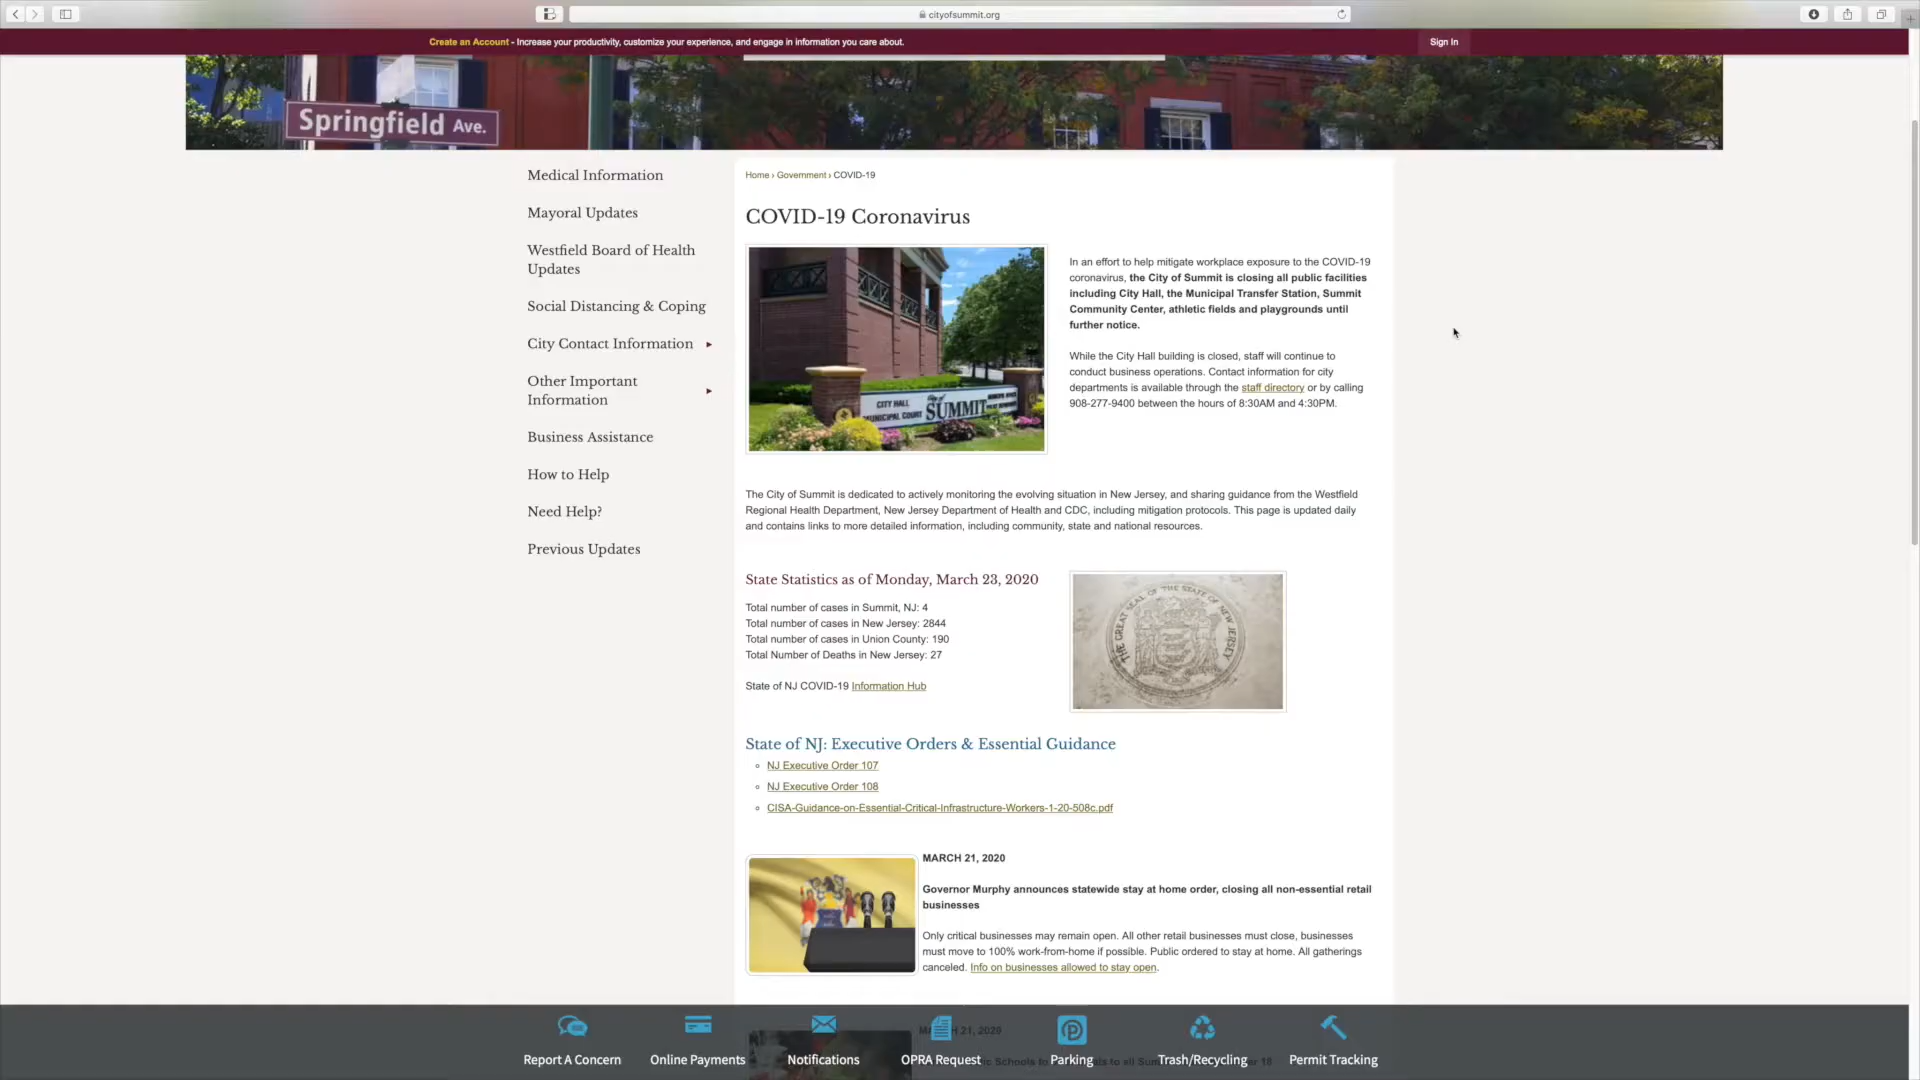 cityofsummit.org
Create an Account - Increase your productivity, customize your experience, and engage in information you care about.
Sign In
Springfield Ave.
Medical Information
Mayoral Updates
Westfield Board of Health
Updates
Social Distancing & Coping
City Contact Information
Other Important
Information
Business Assistance
How to Help
Need Help?
Previous Updates
Home › Government › COVID-19
COVID-19 Coronavirus
CITY HALL
MUNICIPAL COURT
City of
SUMMIT
In an effort to help mitigate workplace exposure to the COVID-19
coronavirus, the City of Summit is closing all public facilities
including City Hall, the Municipal Transfer Station, Summit
Community Center, athletic fields and playgrounds until
further notice.
While the City Hall building is closed, staff will continue to
conduct business operations. Contact information for city
departments is available through the staff directory or by calling
908-277-9400 between the hours of 8:30AM and 4:30PM.
The City of Summit is dedicated to actively monitoring the evolving situation in New Jersey, and sharing guidance from the Westfield
Regional Health Department, New Jersey Department of Health and CDC, including mitigation protocols. This page is updated daily
and contains links to more detailed information, including community, state and national resources.
State Statistics as of Monday, March 23, 2020
Total number of cases in Summit, NJ: 4
Total number of cases in New Jersey: 2844
Total number of cases in Union County: 190
Total Number of Deaths in New Jersey: 27
State of NJ COVID-19 Information Hub
THE GREAT SEAL OF THE STATE OF NEW JERSEY
State of NJ: Executive Orders & Essential Guidance
NJ Executive Order 107
NJ Executive Order 108
CISA-Guidance-on-Essential-Critical-Infrastructure-Workers-1-20-508c.pdf
MARCH 21, 2020
Governor Murphy announces statewide stay at home order, closing all non-essential retail
businesses
Only critical businesses may remain open. All other retail businesses must close, businesses
must move to 100% work-from-home if possible. Public ordered to stay at home. All gatherings
canceled. Info on businesses allowed to stay open.
Report A Concern
Online Payments
Notifications
OPRA Request
Parking
Trash/Recycling
Permit Tracking